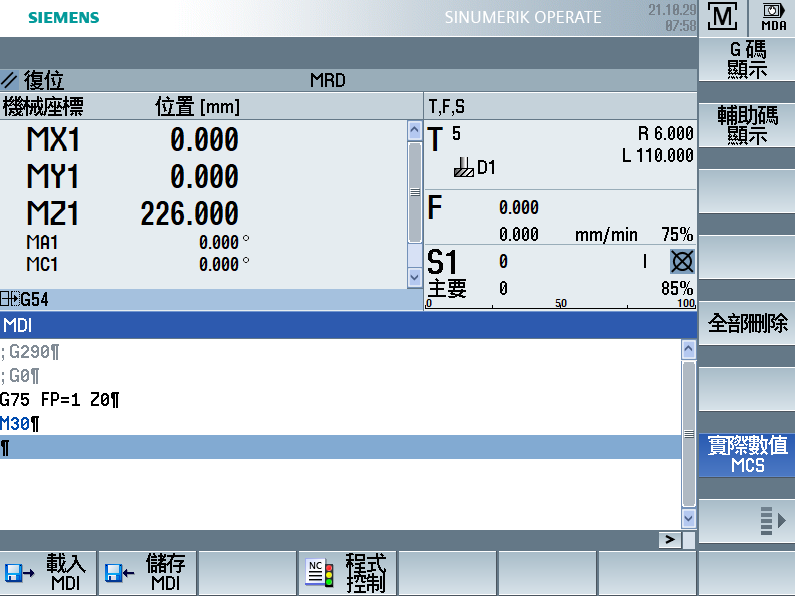 SIEMENS
SINUMERIK OPERATE
21.10.29
07:58
M
MDA
復位
MRD
機械座標 位置 [mm]
MX1 0.000
MY1 0.000
MZ1 226.000
MA1 0.000 °
MC1 0.000 °
G54
T,F,S
T 5 R 6.000
D1 L 110.000
F 0.000
0.000 mm/min 75%
S1 0 I
主要 0 85%
0 50 100
MDI
;G290¶
;G0¶
G75 FP=1 Z0¶
M30¶
¶
>
G 碼
顯示
輔助碼
顯示
全部刪除
實際數值
MCS
載入
MDI
儲存
MDI
NC
程式
控制